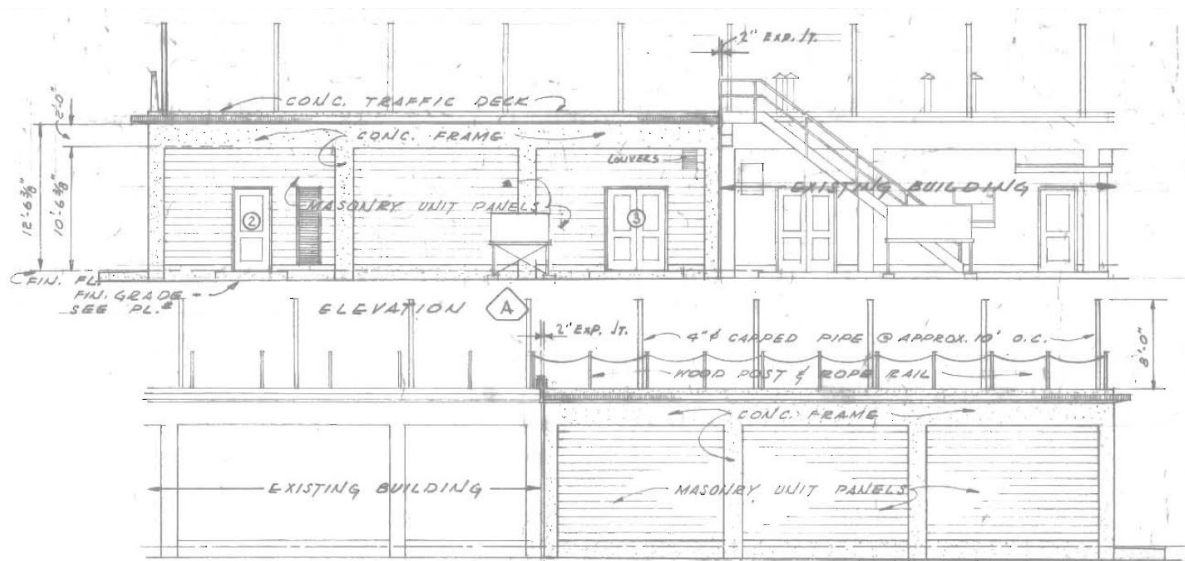 2" EXP. JT.
CONC. TRAFFIC DECK
2'-0"
CONC. FRAME
LOUVERS
12'-6 3/8"
10'-6 3/8"
EXISTING BUILDING
2
MASONRY UNIT PANELS
3
FIN. FL.
FIN. GRADE
SEE PL.
ELEVATION A
2" EXP. JT.
4"φ CAPPED PIPE @ APPROX. 10' O.C.
8'-0"
WOOD POST & ROPE RAIL
CONC. FRAME
EXISTING BUILDING
MASONRY UNIT PANELS